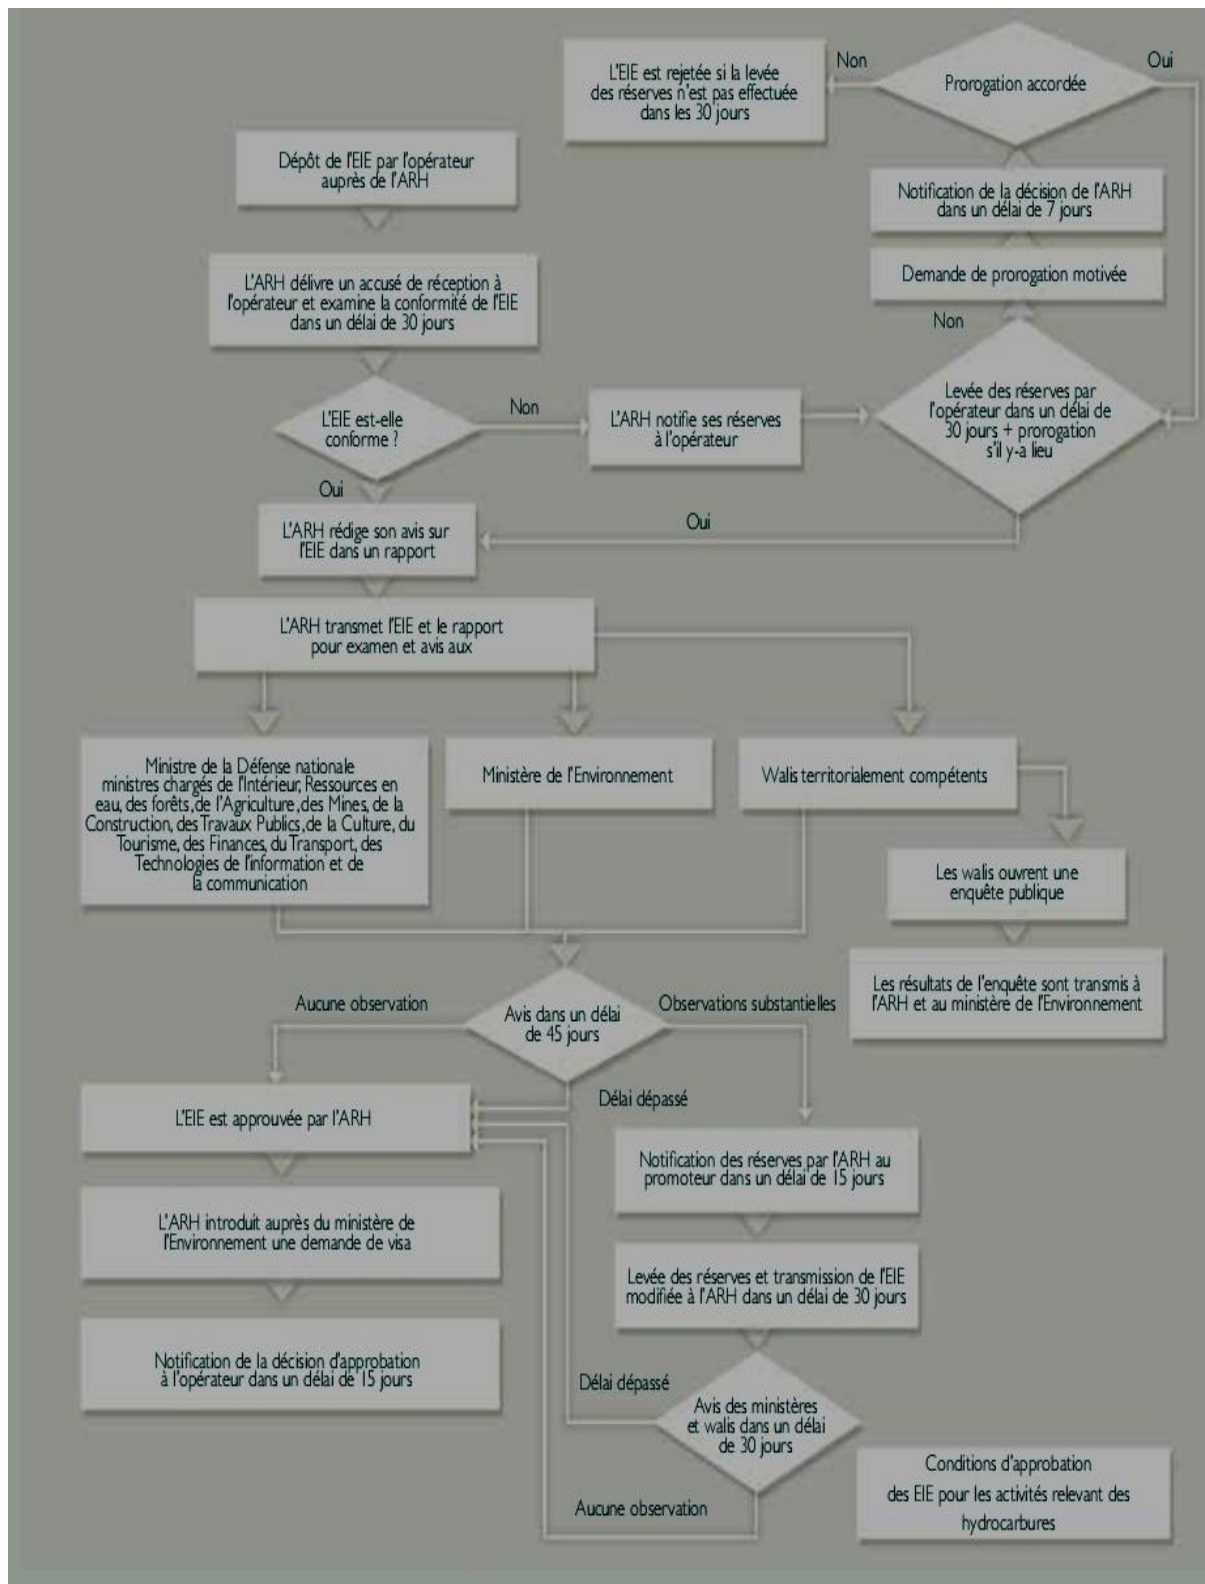 L'EIE est rejetée si la levée
des réserves n'est pas effectuée
dans les 30 jours
Non
Prorogation accordée
Oui
Dépôt de l'EIE par l'opérateur
auprès de l'ARH
Notification de la décision de l'ARH
dans un délai de 7 jours
Demande de prorogation motivée
L'ARH délivre un accusé de réception à
l'opérateur et examine la conformité de l'EIE
dans un délai de 30 jours
Non
L'EIE est-elle
conforme ?
Non
L'ARH notifie ses réserves
à l'opérateur
Levée des réserves par
l'opérateur dans un délai de
30 jours + prorogation
s'il y-a lieu
Oui
L'ARH rédige son avis sur
l'EIE dans un rapport
Oui
L'ARH transmet l'EIE et le rapport
pour examen et avis aux
Ministre de la Défense nationale
ministres chargés de l'Intérieur, Ressources en
eau, des forêts, de l'Agriculture, des Mines, de la
Construction, des Travaux Publics, de la Culture, du
Tourisme, des Finances, du Transport, des
Technologies de l'information et de
la communication
Ministère de l'Environnement
Walis territorialement compétents
Les walis ouvrent une
enquête publique
Les résultats de l'enquête sont transmis à
l'ARH et au ministère de l'Environnement
Aucune observation
Avis dans un délai
de 45 jours
Observations substantielles
Délai dépassé
L'EIE est approuvée par l'ARH
Notification des réserves par l'ARH au
promoteur dans un délai de 15 jours
L'ARH introduit auprès du ministère de
l'Environnement une demande de visa
Levée des réserves et transmission de l'EIE
modifiée à l'ARH dans un délai de 30 jours
Notification de la décision d'approbation
à l'opérateur dans un délai de 15 jours
Délai dépassé
Avis des ministères
et walis dans un délai
de 30 jours
Aucune observation
Conditions d'approbation
des EIE pour les activités relevant des
hydrocarbures